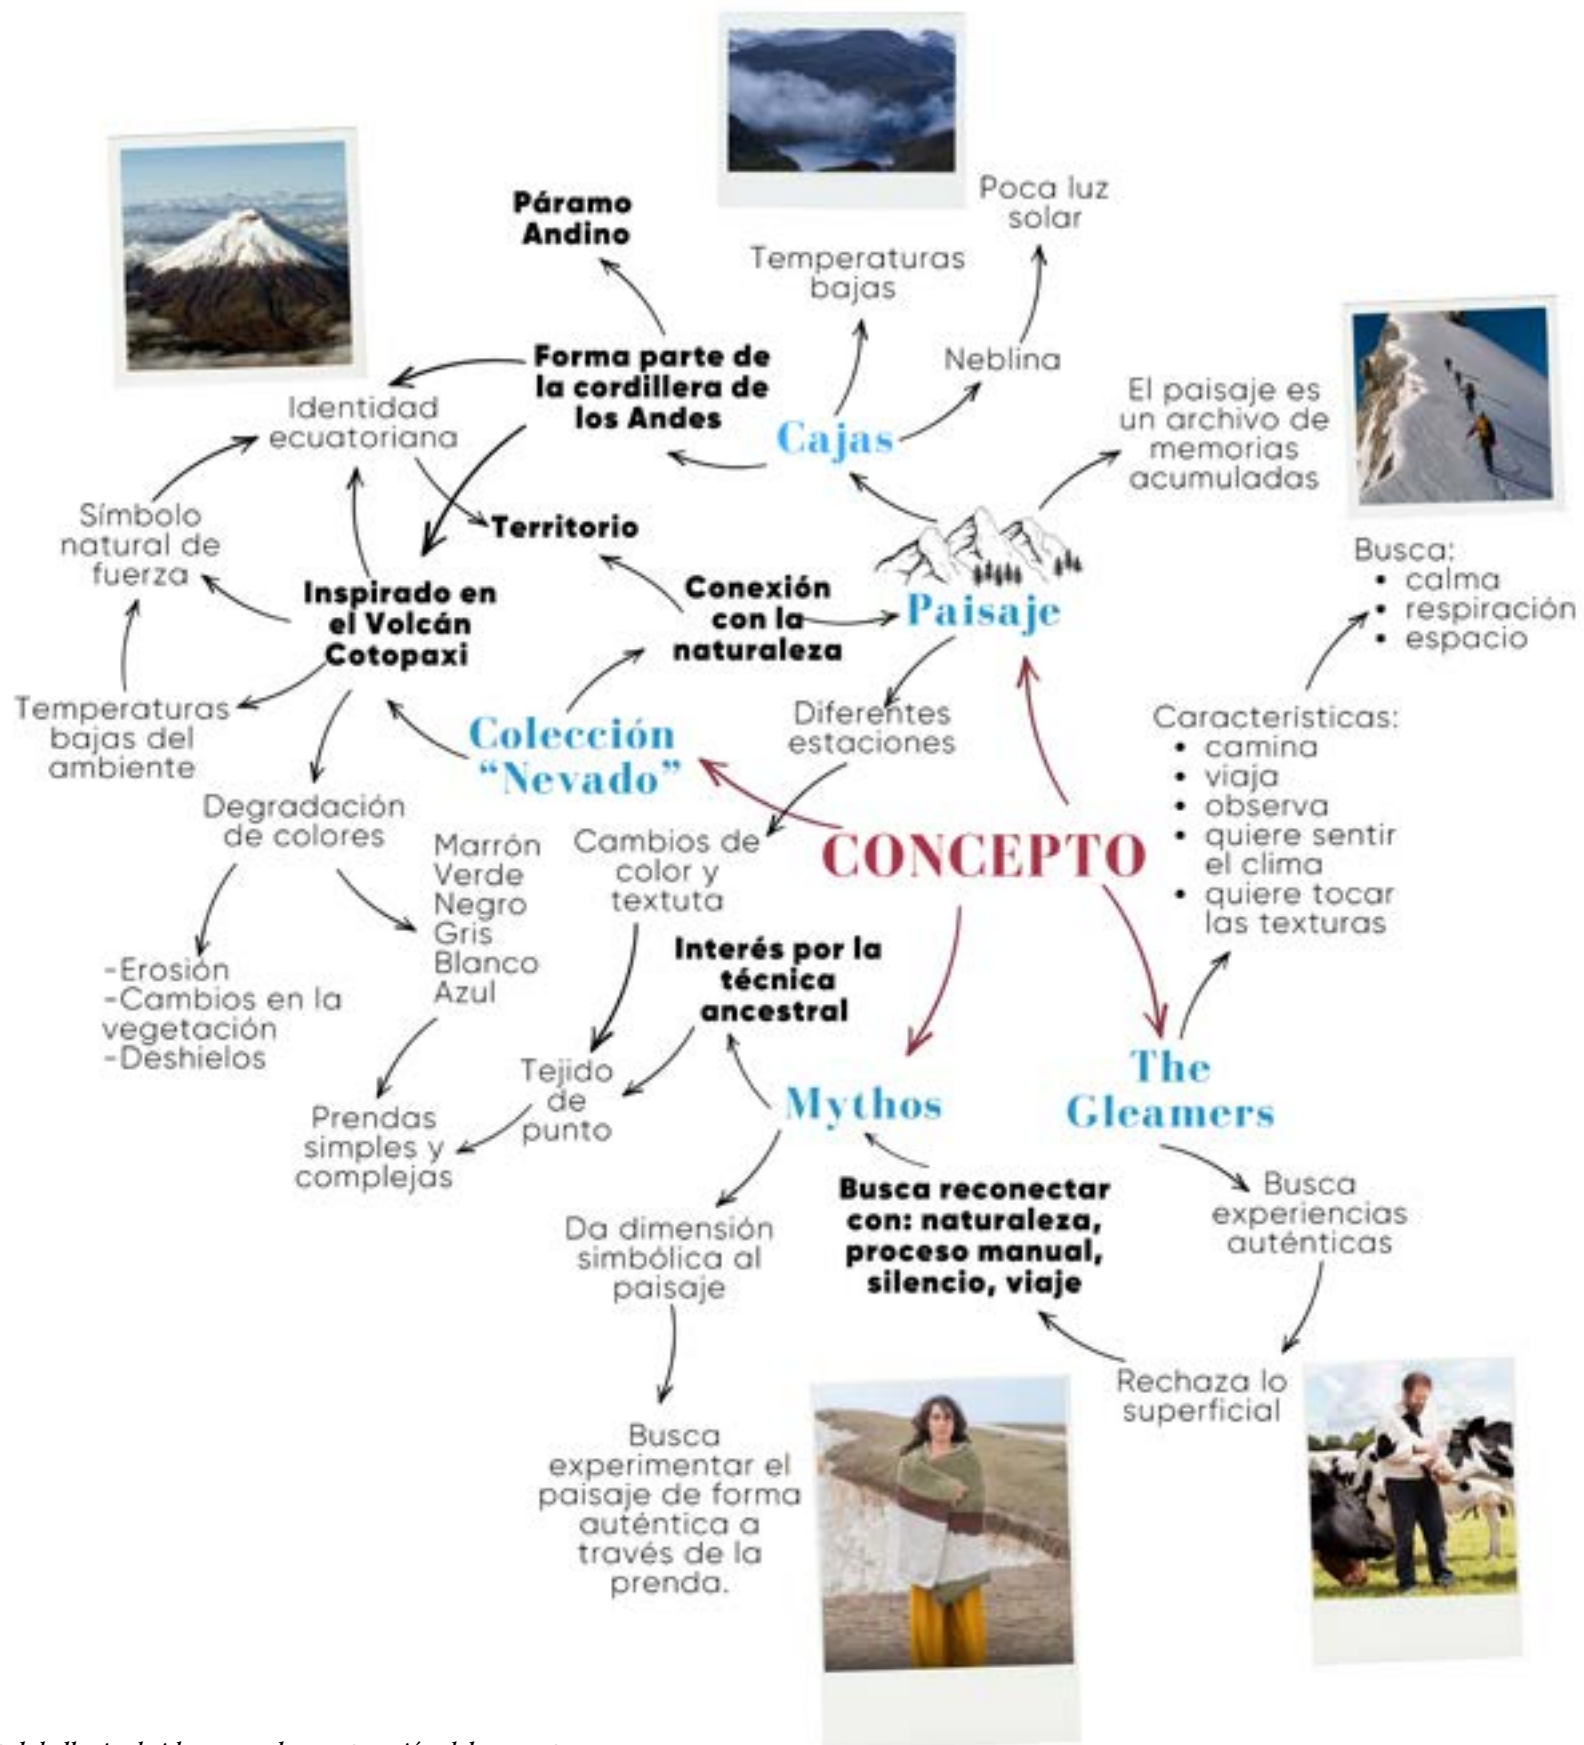 Páramo
Andino
Poca luz
solar
Temperaturas
bajas
Forma parte de
la cordillera de
los Andes
Neblina
Cajas
El paisaje es
un archivo de
memorias
acumuladas
Identidad
ecuatoriana
Símbolo
natural de
fuerza
Territorio
Busca:
• calma
• respiración
• espacio
Inspirado en
el Volcán
Cotopaxi
Conexión
con la
naturaleza
Paisaje
Temperaturas
bajas del
ambiente
Colección
“Nevado”
Diferentes
estaciones
Características:
• camina
• viaja
• observa
• quiere sentir
el clima
• quiere tocar
las texturas
Degradación
de colores
Marrón
Verde
Negro
Gris
Blanco
Azul
Cambios de
color y
textuta
CONCEPTO
-Erosión
-Cambios en la
vegetación
-Deshielos
Interés por la
técnica
ancestral
Tejido
de
punto
Prendas
simples y
complejas
Mythos
The
Gleamers
Busca reconectar
con: naturaleza,
proceso manual,
silencio, viaje
Busca
experiencias
auténticas
Da dimensión
simbólica al
paisaje
Rechaza lo
superficial
Busca
experimentar el
paisaje de forma
auténtica a
través de la
prenda.